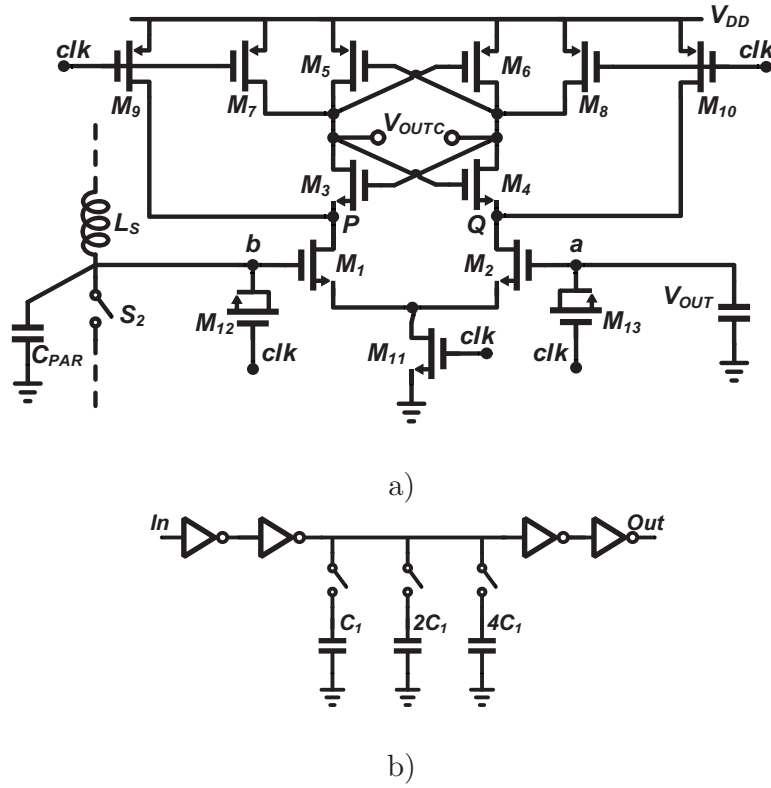 V_DD
clk
clk
M_9
M_7
M_5
M_6
M_8
M_10
V_OUTC
M_3
M_4
L_S
P
Q
b
a
M_1
M_2
S_2
M_12
M_13
V_OUT
C_PAR
clk
M_11
clk
clk
a)
In
Out
C_1
2C_1
4C_1
b)